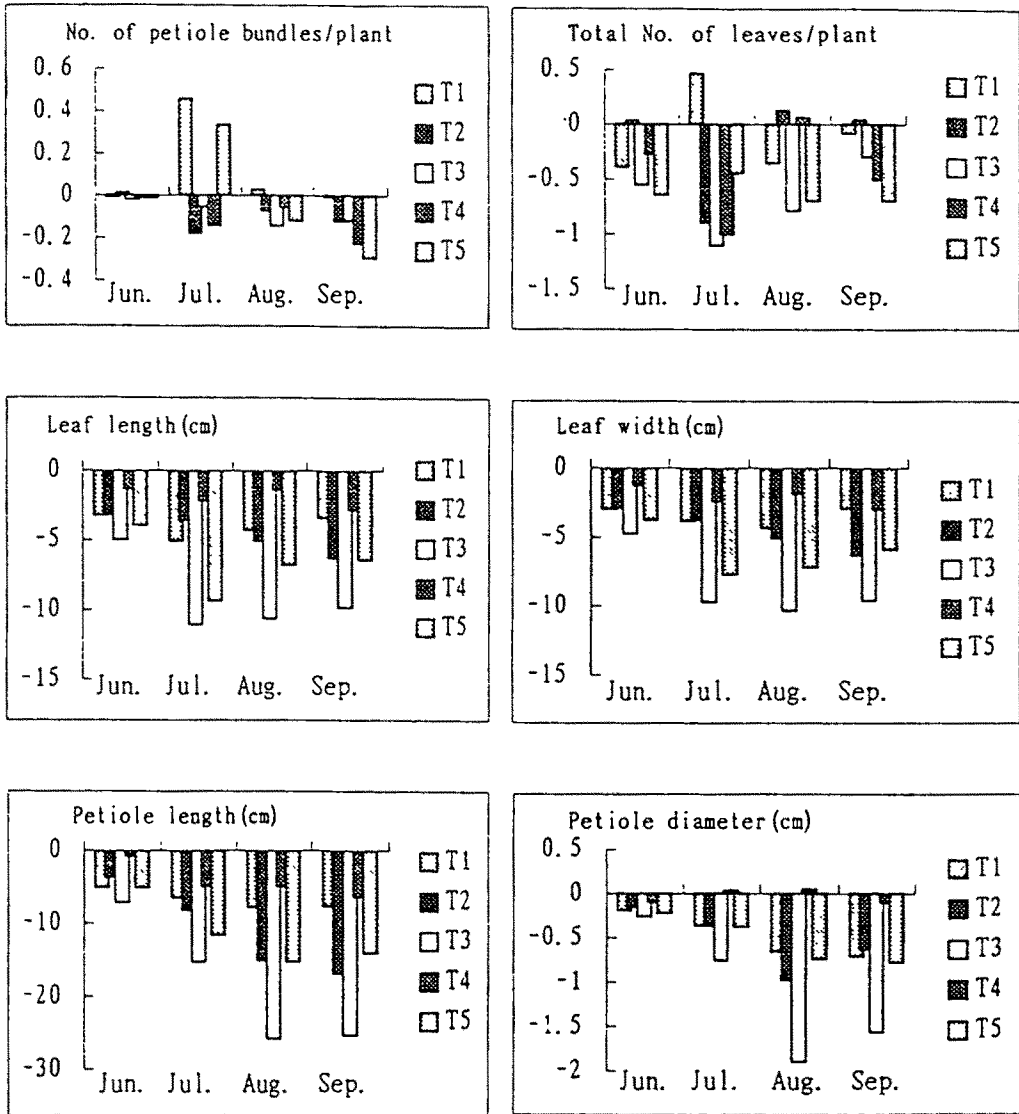 No. of petiole bundles/plant
0.6
0.4
0.2
0
-0.2
-0.4
Jun. Jul. Aug. Sep.
T1
T2
T3
T4
T5
Total No. of leaves/plant
0.5
0
-0.5
-1
-1.5
Jun. Jul. Aug. Sep.
T1
T2
T3
T4
T5
Leaf length(cm)
0
-5
-10
-15
Jun. Jul. Aug. Sep.
T1
T2
T3
T4
T5
Leaf width(cm)
0
-5
-10
-15
Jun. Jul. Aug. Sep.
T1
T2
T3
T4
T5
Petiole length(cm)
0
-10
-20
-30
Jun. Jul. Aug. Sep.
T1
T2
T3
T4
T5
Petiole diameter(cm)
0.5
0
-0.5
-1
-1.5
-2
Jun. Jul. Aug. Sep.
T1
T2
T3
T4
T5